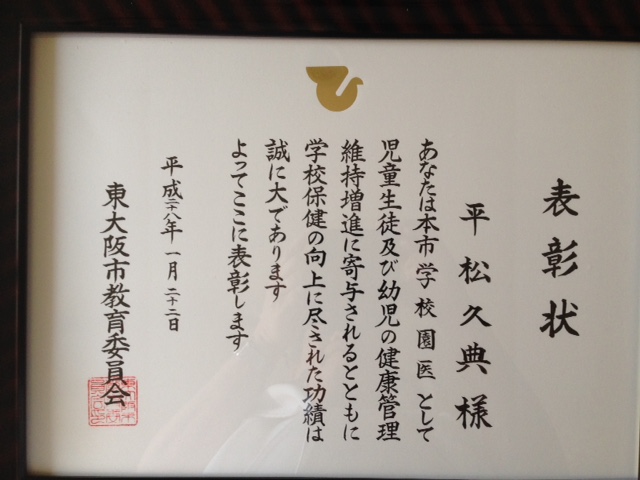 表彰状
平松久典様
あなたは本市学校園医として
児童生徒及び幼児の健康管理
維持増進に寄与されるとともに
学校保健の向上に尽された功績は
誠に大であります
よってここに表彰します
平成二十八年一月二十二日
東大阪市教育委員会